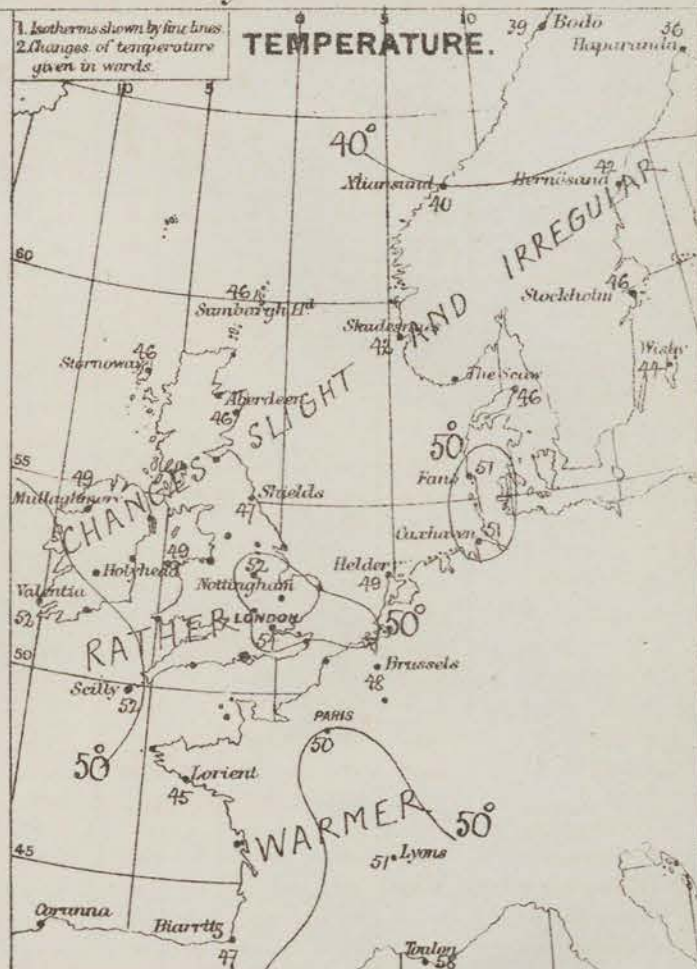 1. Isotherms shown by fine lines.
2. Changes of temperature
given in words.
TEMPERATURE.
39 Bodo
36
Haparanda
10 5 0 5 10
40°
Xtiansund
40
42
Hernösand
60
46
Sumburgh Hd
46
Stockholm
Skadesnaes
42
46
Stornoway
Wisby
44
The Scaw
46
Aberdeen
46
CHANGES SLIGHT AND IRREGULAR
50°
55
49
Mullaghmore
Fano
51
Shields
47
Cuxhaven
51
49
Holyhead
52
Nottingham
Helder
49
Valentia
52
LONDON
50°
RATHER WARMER
50
Brussels
48
Scilly
52
PARIS
50
50°
Lorient
45
50°
51 Lyons
45
Corunna
Biarritz
47
Toulon
58